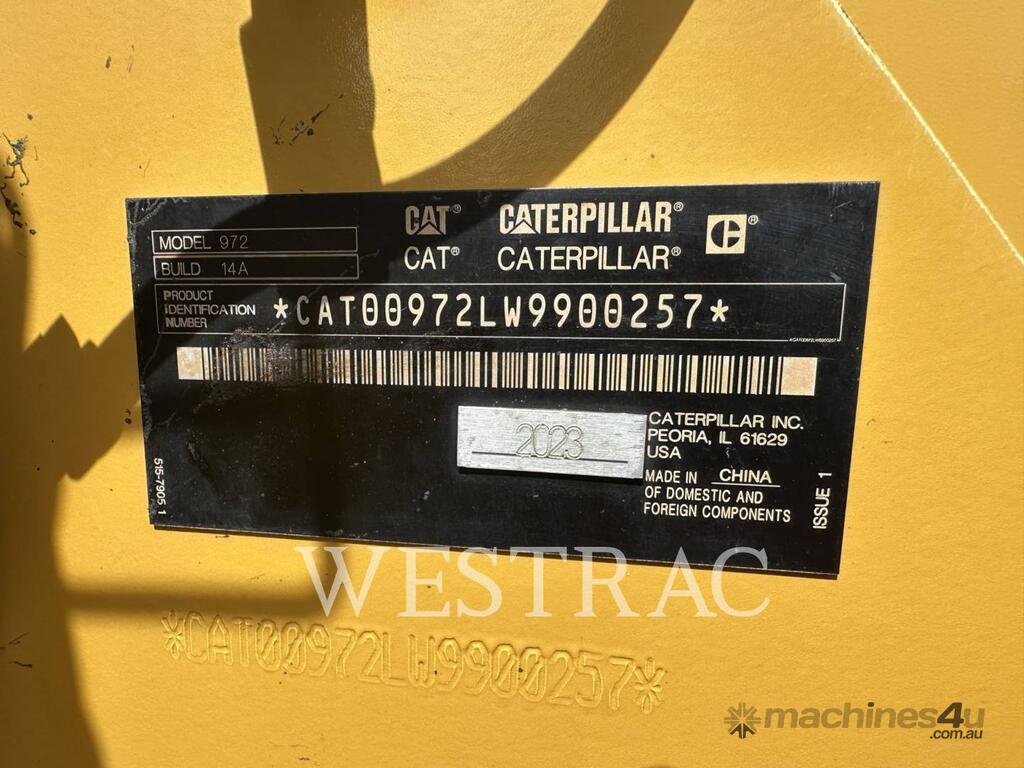 CAT® CATERPILLAR®
CAT® CATERPILLAR®
MODEL 972
BUILD 14A
PRODUCT
IDENTIFICATION
NUMBER
*CAT00972LW9900257*
*CAT00972LW9900257*
2023
CATERPILLAR INC.
PEORIA, IL 61629
USA
MADE IN CHINA
OF DOMESTIC AND
FOREIGN COMPONENTS
515-7905 1
ISSUE 1
WESTRAC
*CAT00972LW9900257*
machines4u
.com.au